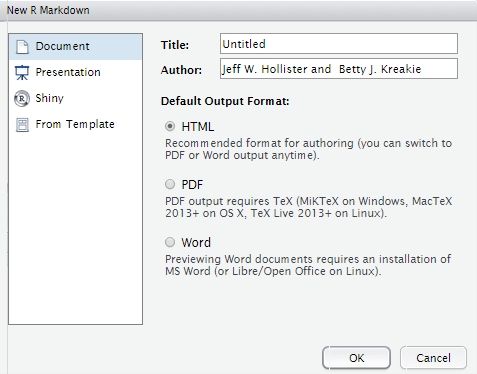 New R Markdown
Document
Presentation
Shiny
From Template
Title: Untitled
Author: Jeff W. Hollister and  Betty J. Kreakie
Default Output Format:
HTML
Recommended format for authoring (you can switch to
PDF or Word output anytime).
PDF
PDF output requires TeX (MiKTeX on Windows, MacTeX
2013+ on OS X, TeX Live 2013+ on Linux).
Word
Previewing Word documents requires an installation of
MS Word (or Libre/Open Office on Linux).
OK Cancel